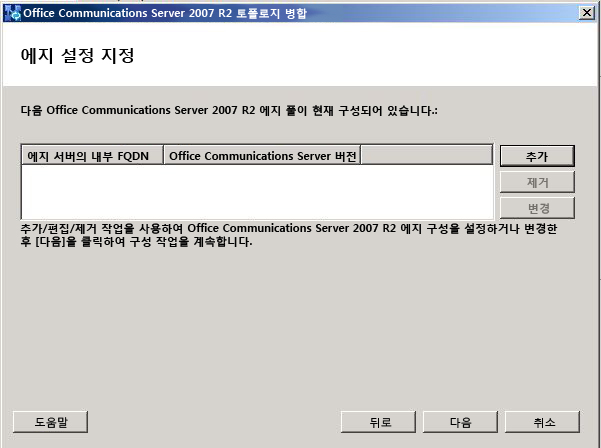 Office Communications Server 2007 R2 토폴로지 병합
에지 설정 지정
다음 Office Communications Server 2007 R2 에지 풀이 현재 구성되어 있습니다.:
에지 서버의 내부 FQDN Office Communications Server 버전
추가
제거
변경
추가/편집/제거 작업을 사용하여 Office Communications Server 2007 R2 에지 구성을 설정하거나 변경한
후 [다음]을 클릭하여 구성 작업을 계속합니다.
도움말 뒤로 다음 취소